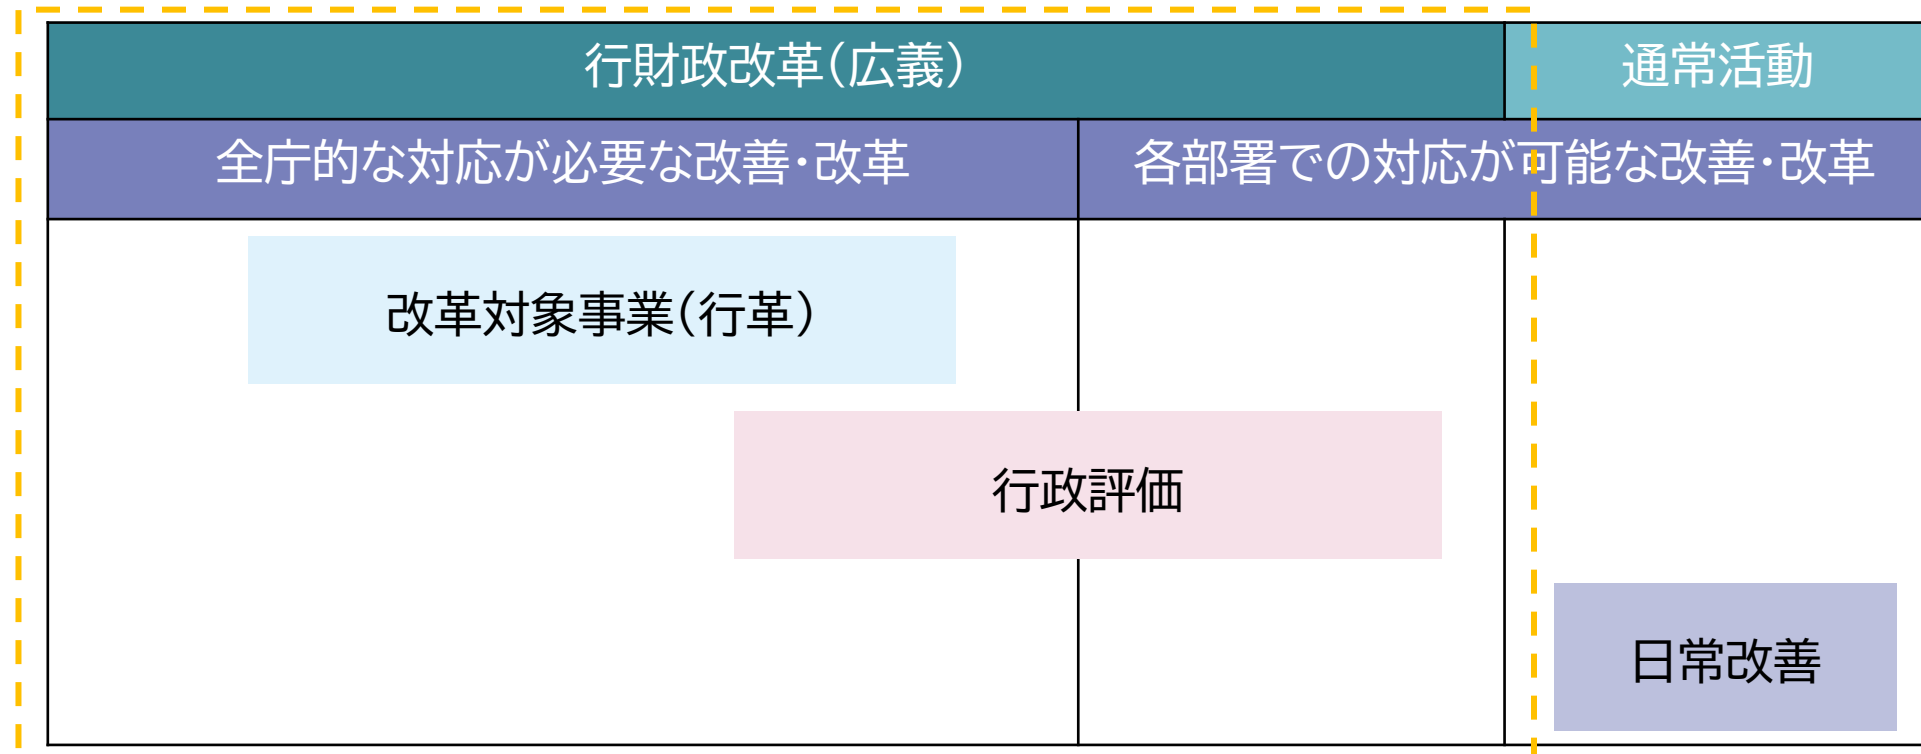 行財政改革(広義)
通常活動
全庁的な対応が必要な改善・改革
各部署での対応が可能な改善・改革
改革対象事業(行革)
行政評価
日常改善